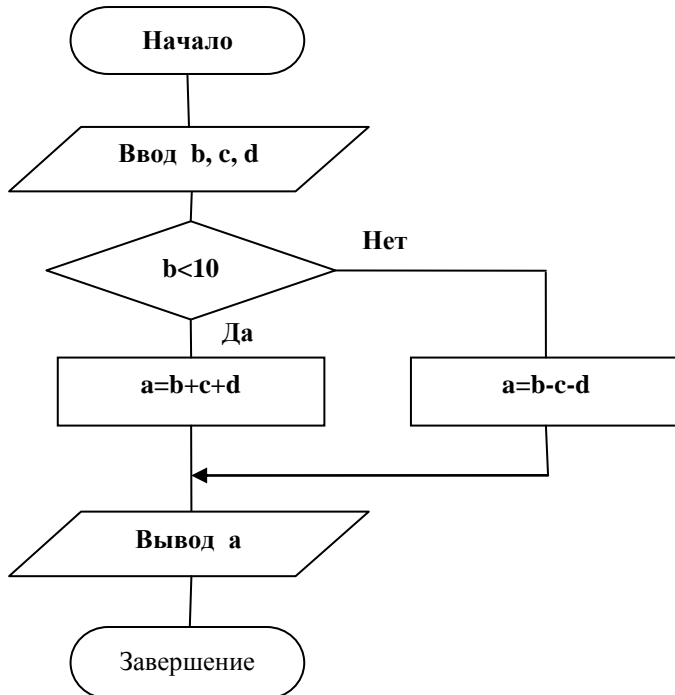 Начало
Ввод b, c, d
Нет
b<10
Да
a=b+c+d
a=b-c-d
Вывод a
Завершение